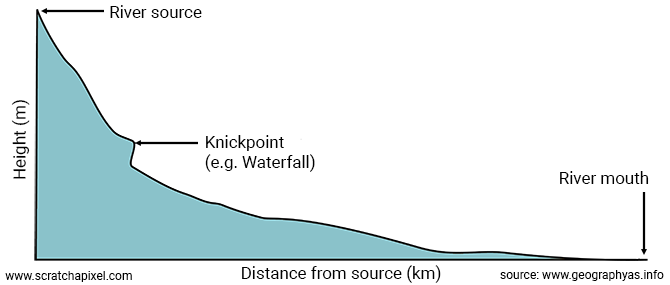 River source
Knickpoint
(e.g. Waterfall)
Height (m)
River mouth
www.scratchapixel.com
Distance from source (km)
source: www.geographyas.info